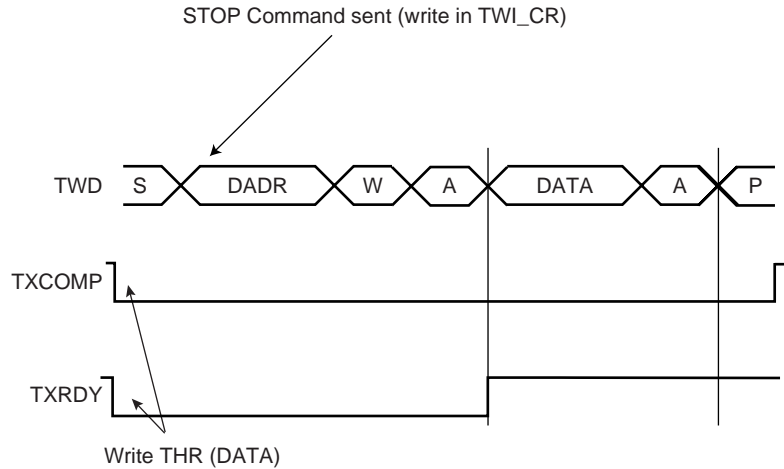 STOP Command sent (write in TWI_CR)
TWD S DADR W A DATA A P
TXCOMP
TXRDY
Write THR (DATA)